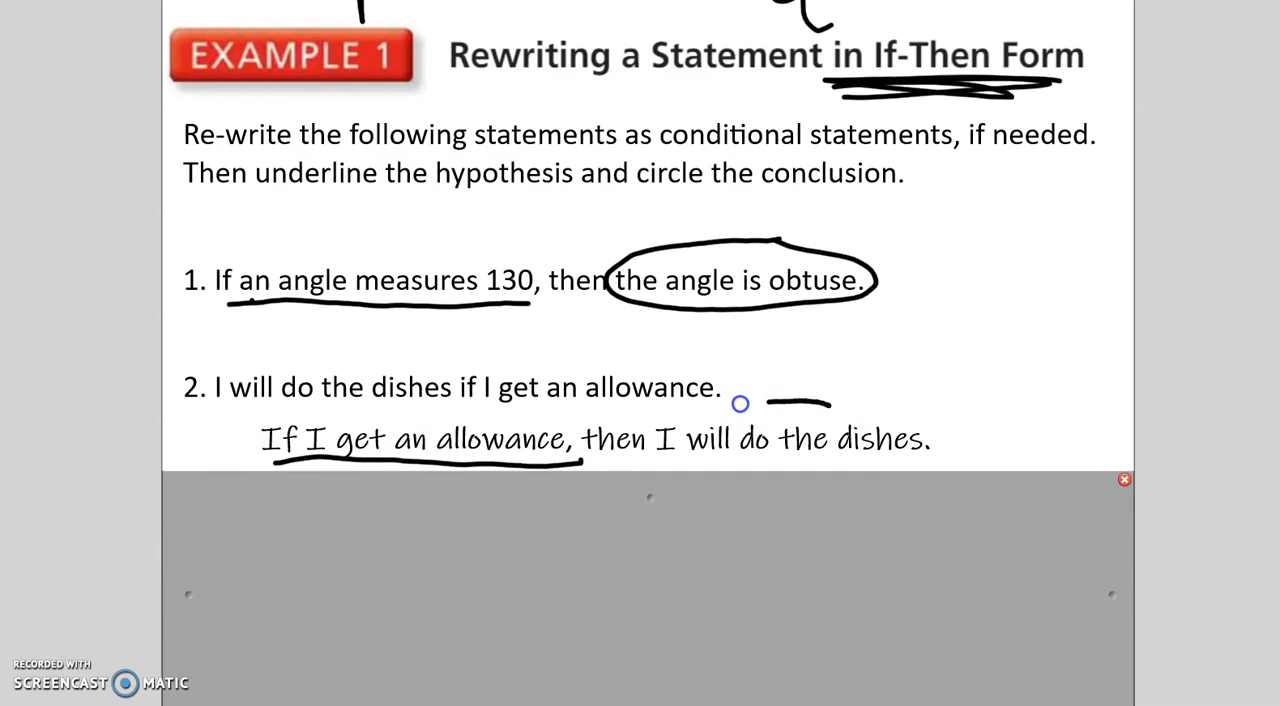 EXAMPLE 1 Rewriting a Statement in If-Then Form
Re-write the following statements as conditional statements, if needed.
Then underline the hypothesis and circle the conclusion.
1. If an angle measures 130, then the angle is obtuse.
2. I will do the dishes if I get an allowance.
If I get an allowance, then I will do the dishes.
RECORDED WITH
SCREENCAST MATIC